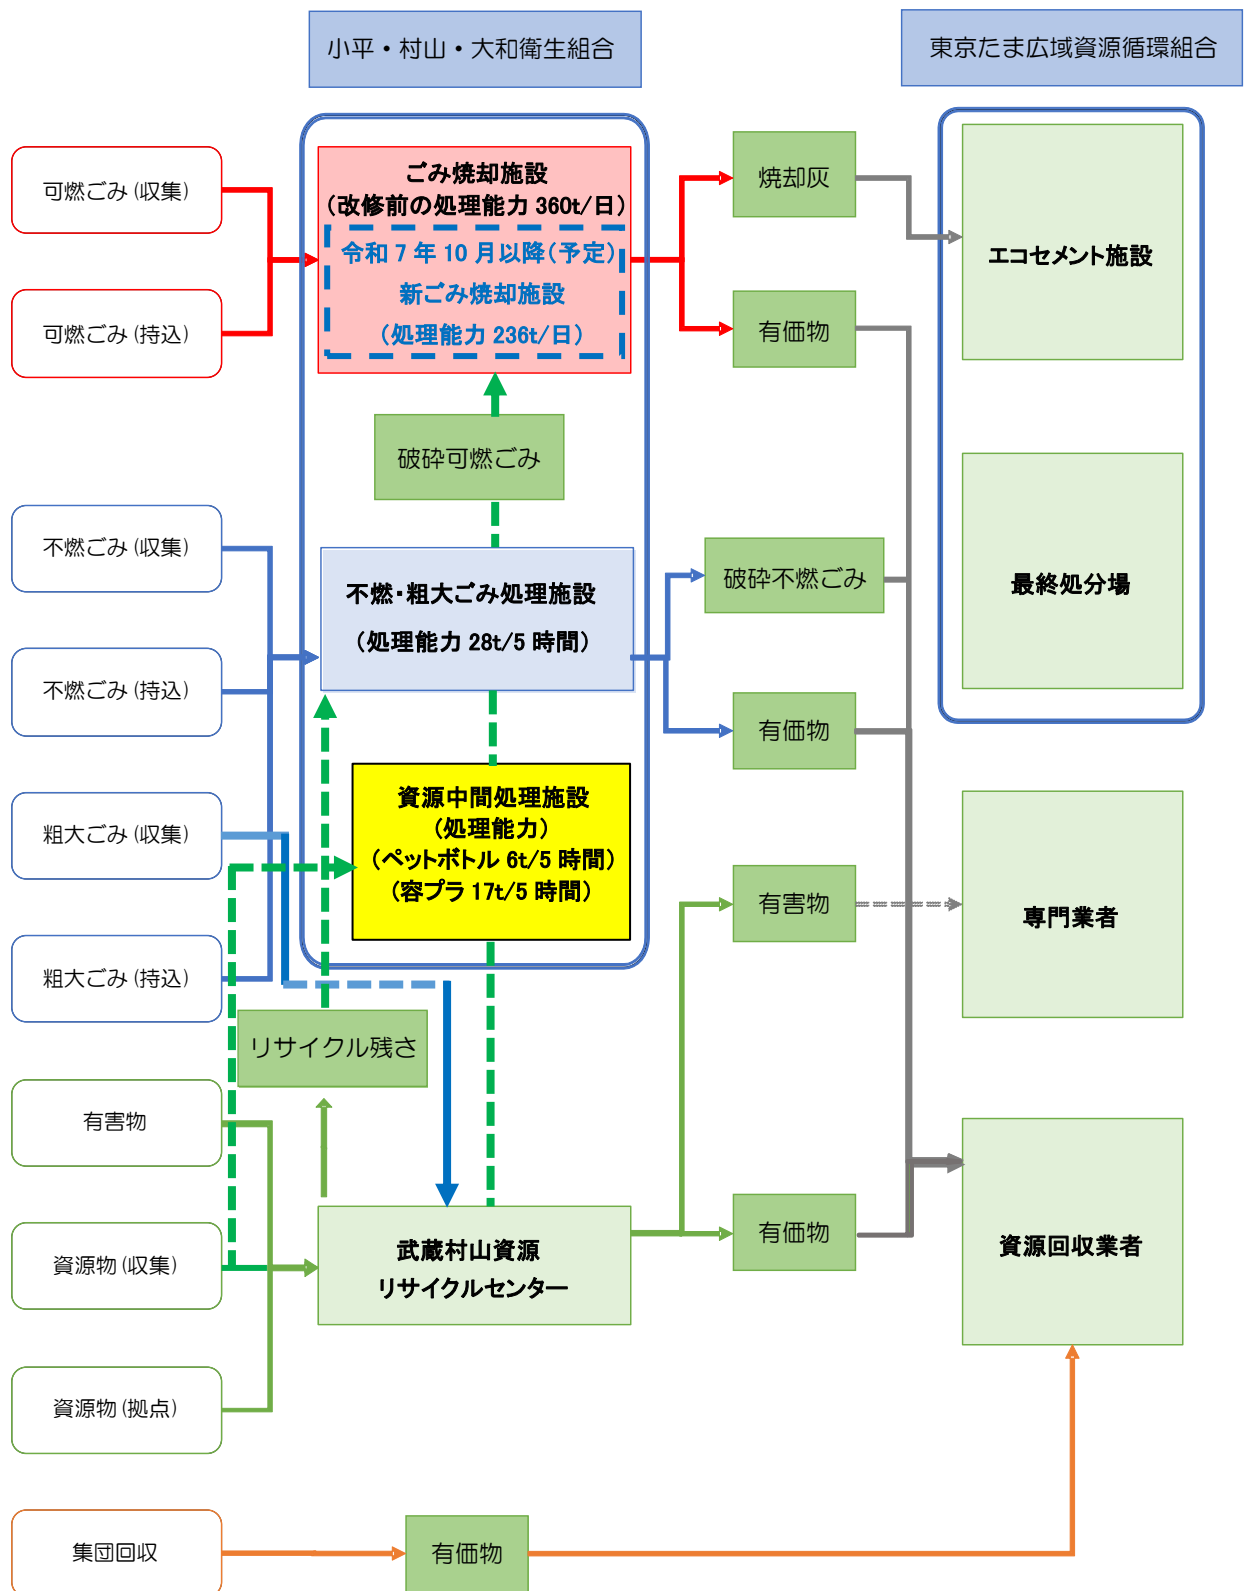 小平・村山・大和衛生組合
東京たま広域資源循環組合
可燃ごみ(収集)
可燃ごみ(持込)
ごみ焼却施設
（改修前の処理能力 360t/日）
令和 7 年 10 月以降（予定）
新ごみ焼却施設
（処理能力 236t/日）
焼却灰
有価物
エコセメント施設
破砕可燃ごみ
不燃ごみ(収集)
不燃ごみ(持込)
不燃・粗大ごみ処理施設
（処理能力 28t/5 時間）
破砕不燃ごみ
有価物
最終処分場
粗大ごみ(収集)
粗大ごみ(持込)
資源中間処理施設
（処理能力）
（ペットボトル 6t/5 時間）
（容プラ 17t/5 時間）
有害物
専門業者
リサイクル残さ
有害物
資源物(収集)
資源物(拠点)
武蔵村山資源
リサイクルセンター
有価物
資源回収業者
集団回収
有価物